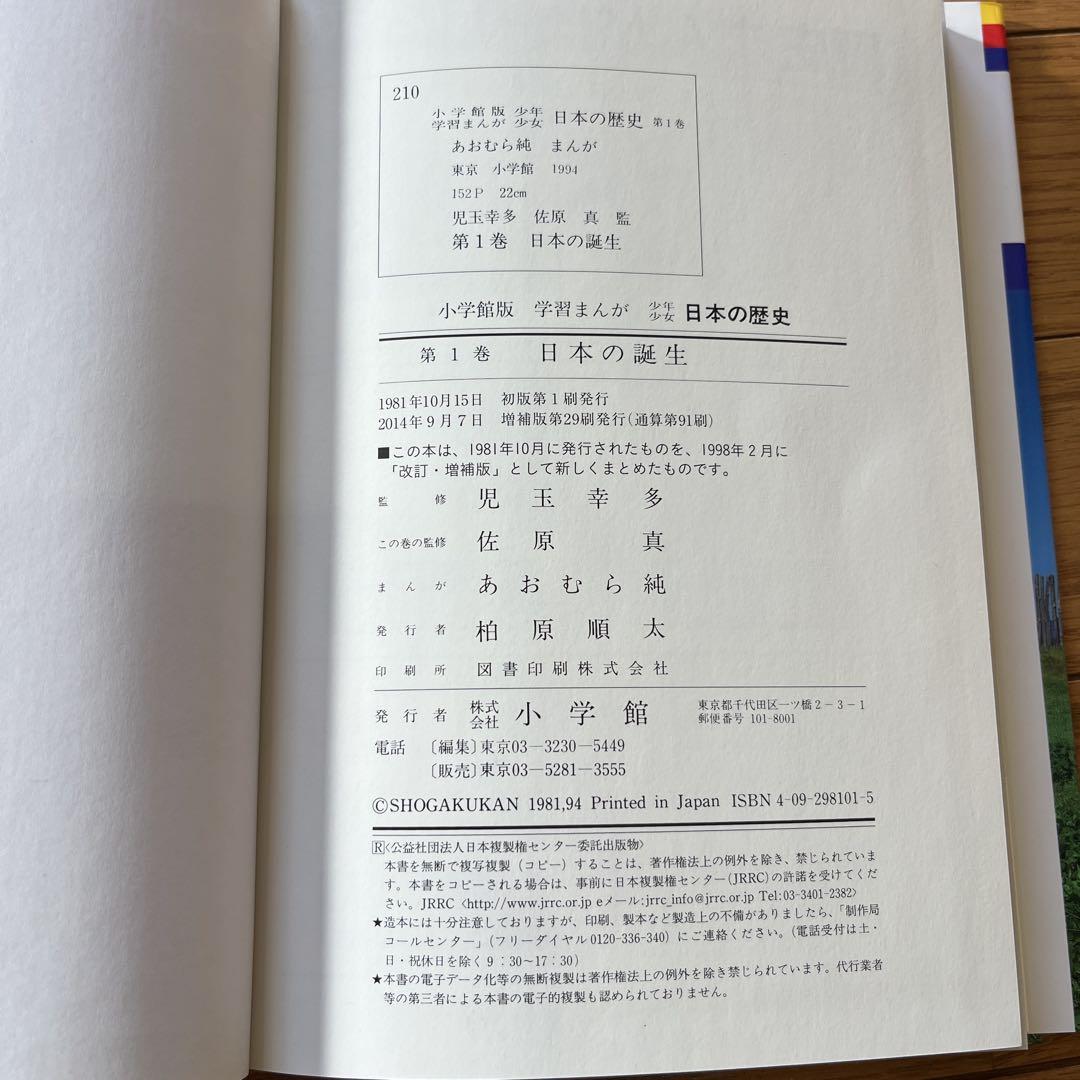 210
小学館版 少年
学習まんが 少女 日本の歴史 第1巻
あおむら純 まんが
東京 小学館 1994
152P 22cm
児玉幸多 佐原 真 監
第1巻 日本の誕生
小学館版 学習まんが 少年少女 日本の歴史
第1巻 日本の誕生
1981年10月15日 初版第1刷発行
2014年9月7日 増補版第29刷発行(通算第91刷)
■この本は、1981年10月に発行されたものを、1998年2月に
「改訂・増補版」として新しくまとめたものです。
監修 児玉幸多
この巻の監修 佐原 真
まんが あおむら純
発行者 柏原順太
印刷所 図書印刷株式会社
発行者 株式会社 小学館 東京都千代田区一ツ橋2-3-1
郵便番号 101-8001
電話 〔編集〕東京03-3230-5449
〔販売〕東京03-5281-3555
©SHOGAKUKAN 1981,94 Printed in Japan ISBN 4-09-298101-5
R〈公益社団法人日本複製権センター委託出版物〉
本書を無断で複写複製(コピー)することは、著作権法上の例外を除き、禁じられていま
す。本書をコピーされる場合は、事前に日本複製権センター(JRRC)の許諾を受けてくだ
さい。JRRC〈http://www.jrrc.or.jp eメール:jrrc_info@jrrc.or.jp Tel:03-3401-2382〉
★造本には十分注意しておりますが、印刷、製本など製造上の不備がありましたら、「制作局
コールセンター」(フリーダイヤル0120-336-340)にご連絡ください。(電話受付は土・
日・祝休日を除く9:30~17:30)
★本書の電子データ化等の無断複製は著作権法上の例外を除き禁じられています。代行業者
等の第三者による本書の電子的複製も認められておりません。